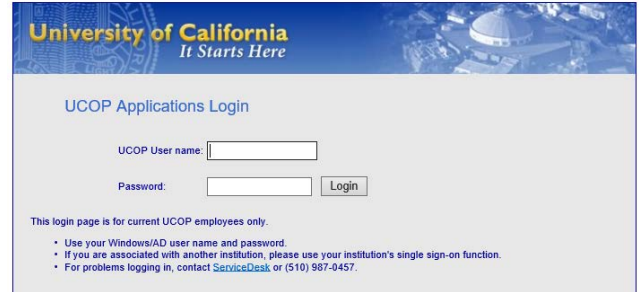 University of California
It Starts Here
UCOP Applications Login
UCOP User name:
Password:
Login
This login page is for current UCOP employees only.
• Use your Windows/AD user name and password.
• If you are associated with another institution, please use your institution's single sign-on function.
• For problems logging in, contact ServiceDesk or (510) 987-0457.